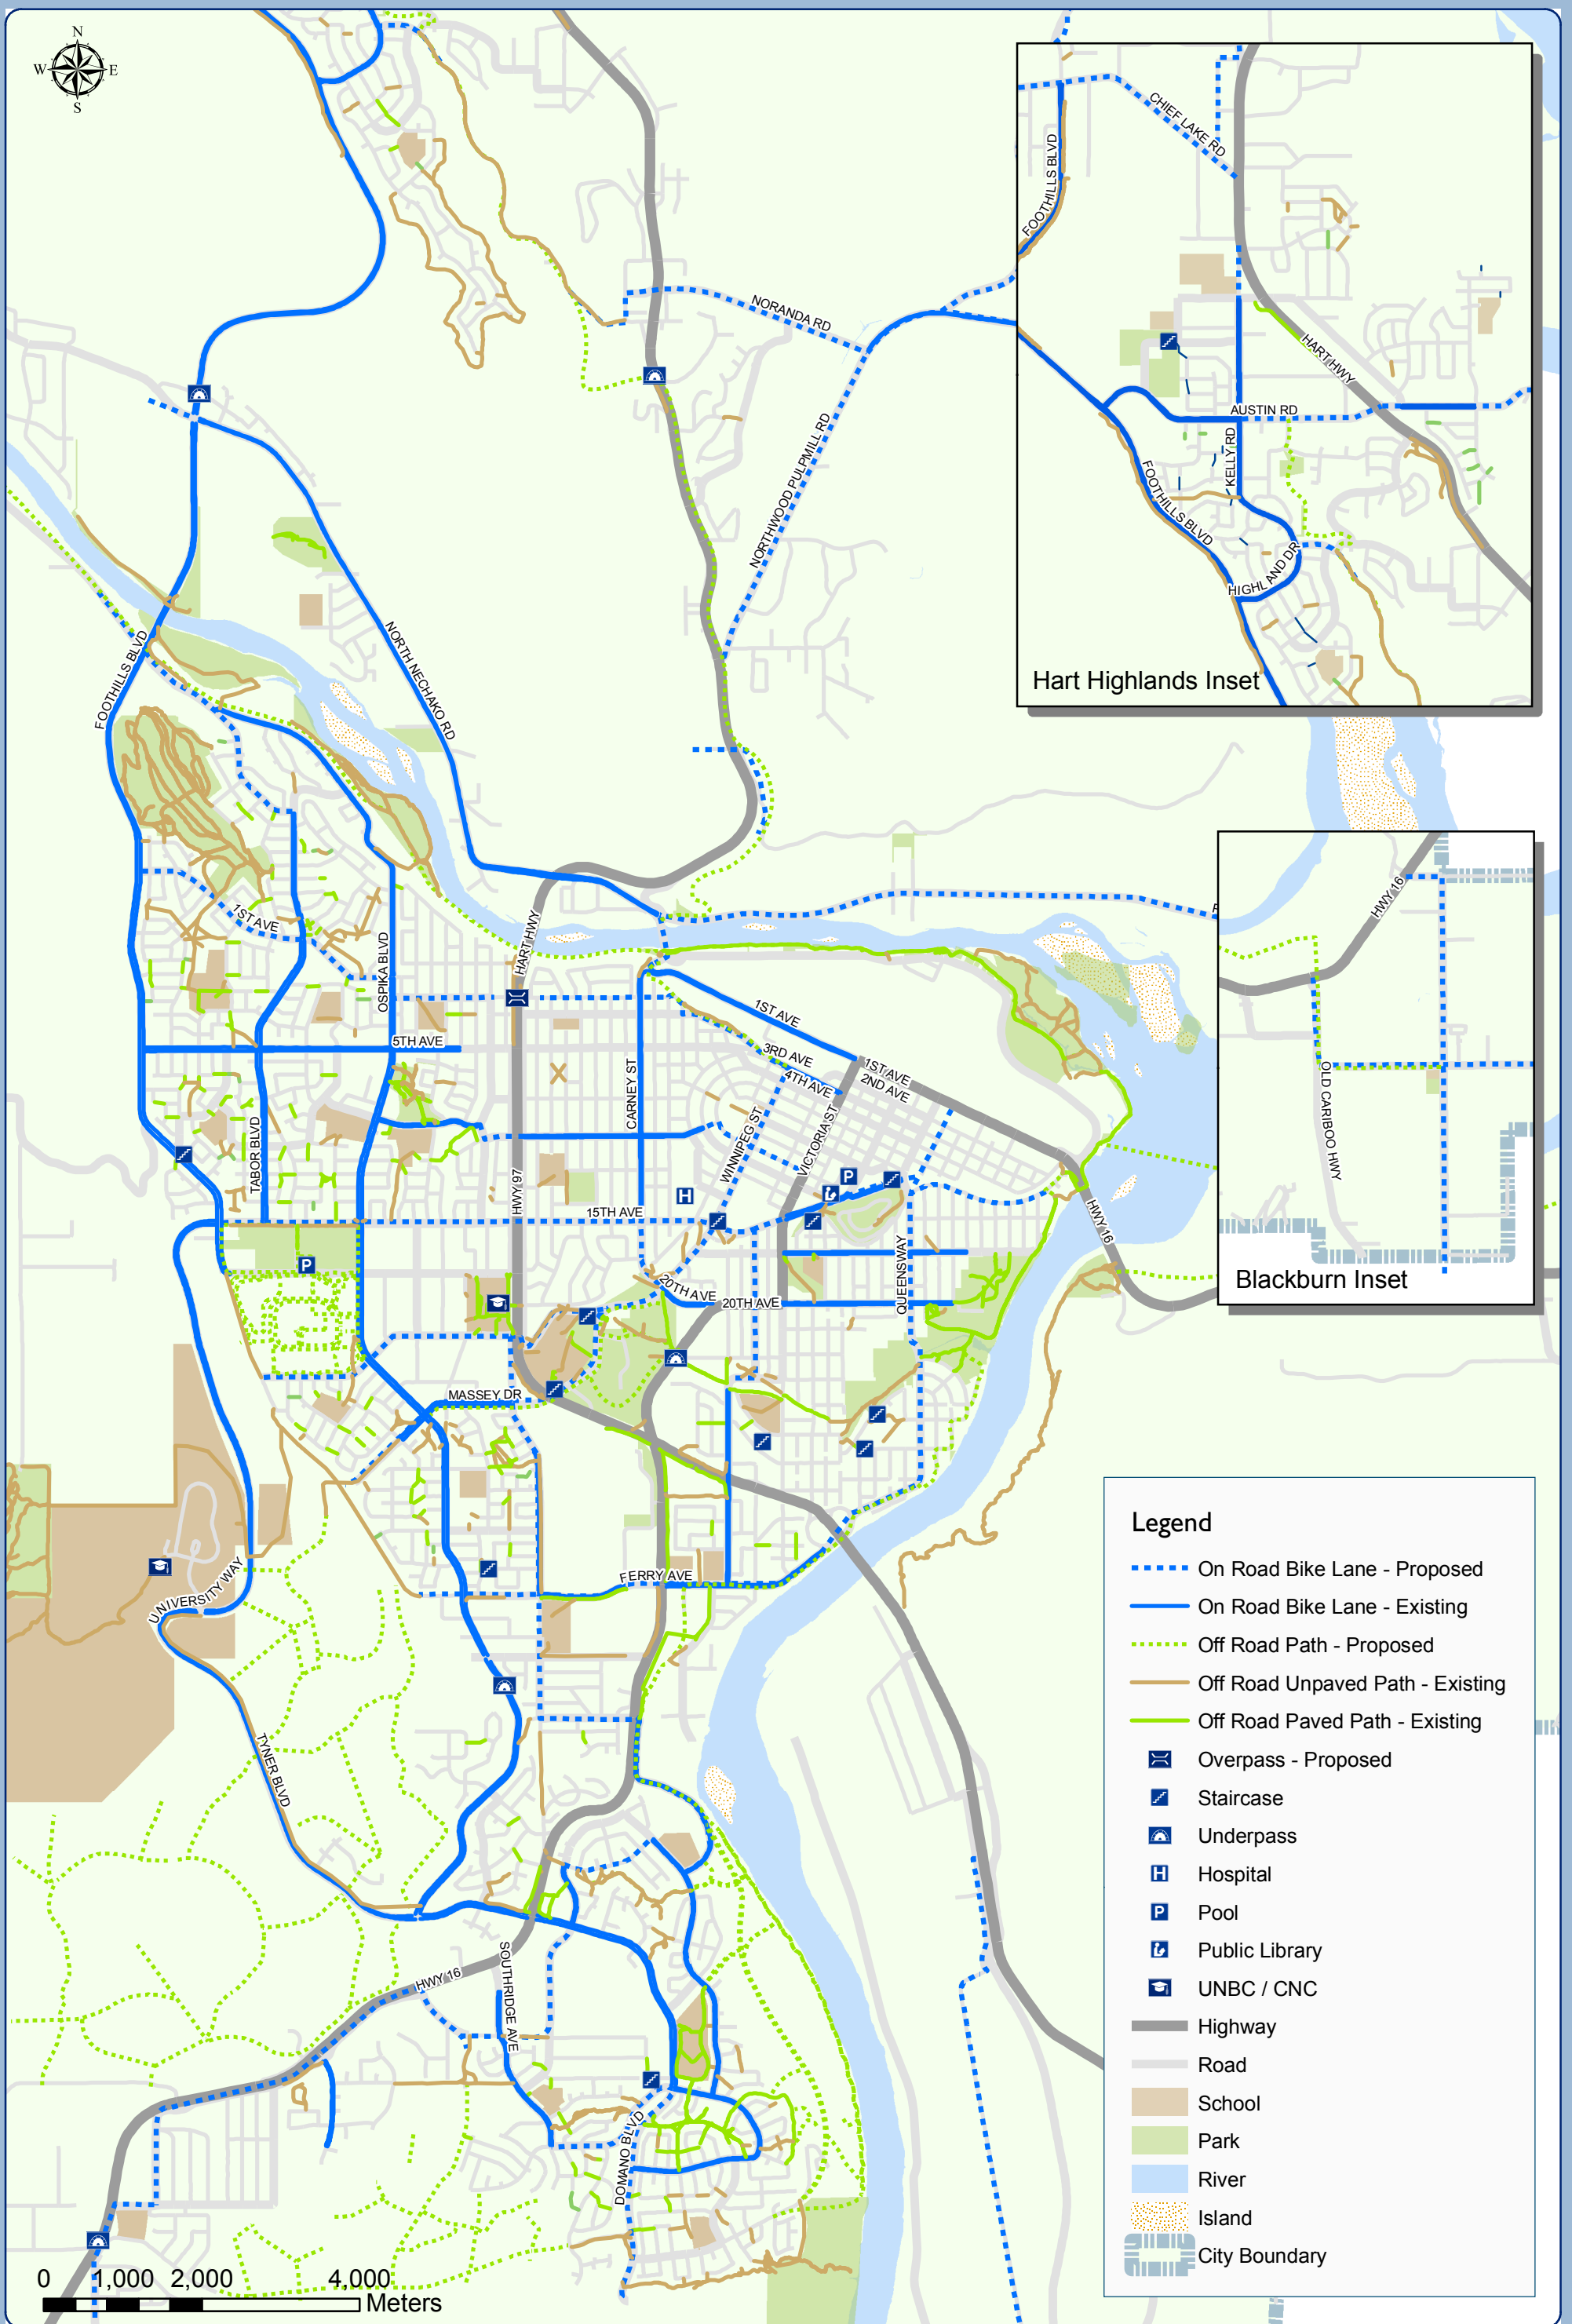 N
W E
S
CHIEF LAKE RD
FOOTHILLS BLVD
HART HWY
AUSTIN RD
KELLY RD
FOOTHILLS BLVD
HIGHLAND DR
Hart Highlands Inset
NORANDA RD
NORTHWOOD PULPMILL RD
FOOTHILLS BLVD
NORTH NECHAKO RD
HWY 16
OLD CARIBOO HWY
Blackburn Inset
1ST AVE
OSPIKA BLVD
HART HWY
1ST AVE
5TH AVE
3RD AVE
4TH AVE
1ST AVE
2ND AVE
CARNEY ST
WINNIPEG ST
VICTORIA ST
TABOR BLVD
HWY 97
H
P
15TH AVE
QUEENSWAY
HWY 16
P
20TH AVE
20TH AVE
MASSEY DR
FERRY AVE
UNIVERSITY WAY
TYNER BLVD
SOUTHRIDGE AVE
HWY 16
DOMANO BLVD
Legend
On Road Bike Lane - Proposed
On Road Bike Lane - Existing
Off Road Path - Proposed
Off Road Unpaved Path - Existing
Off Road Paved Path - Existing
Overpass - Proposed
Staircase
Underpass
H Hospital
P Pool
Public Library
UNBC / CNC
Highway
Road
School
Park
River
Island
City Boundary
0 1,000 2,000 4,000
Meters